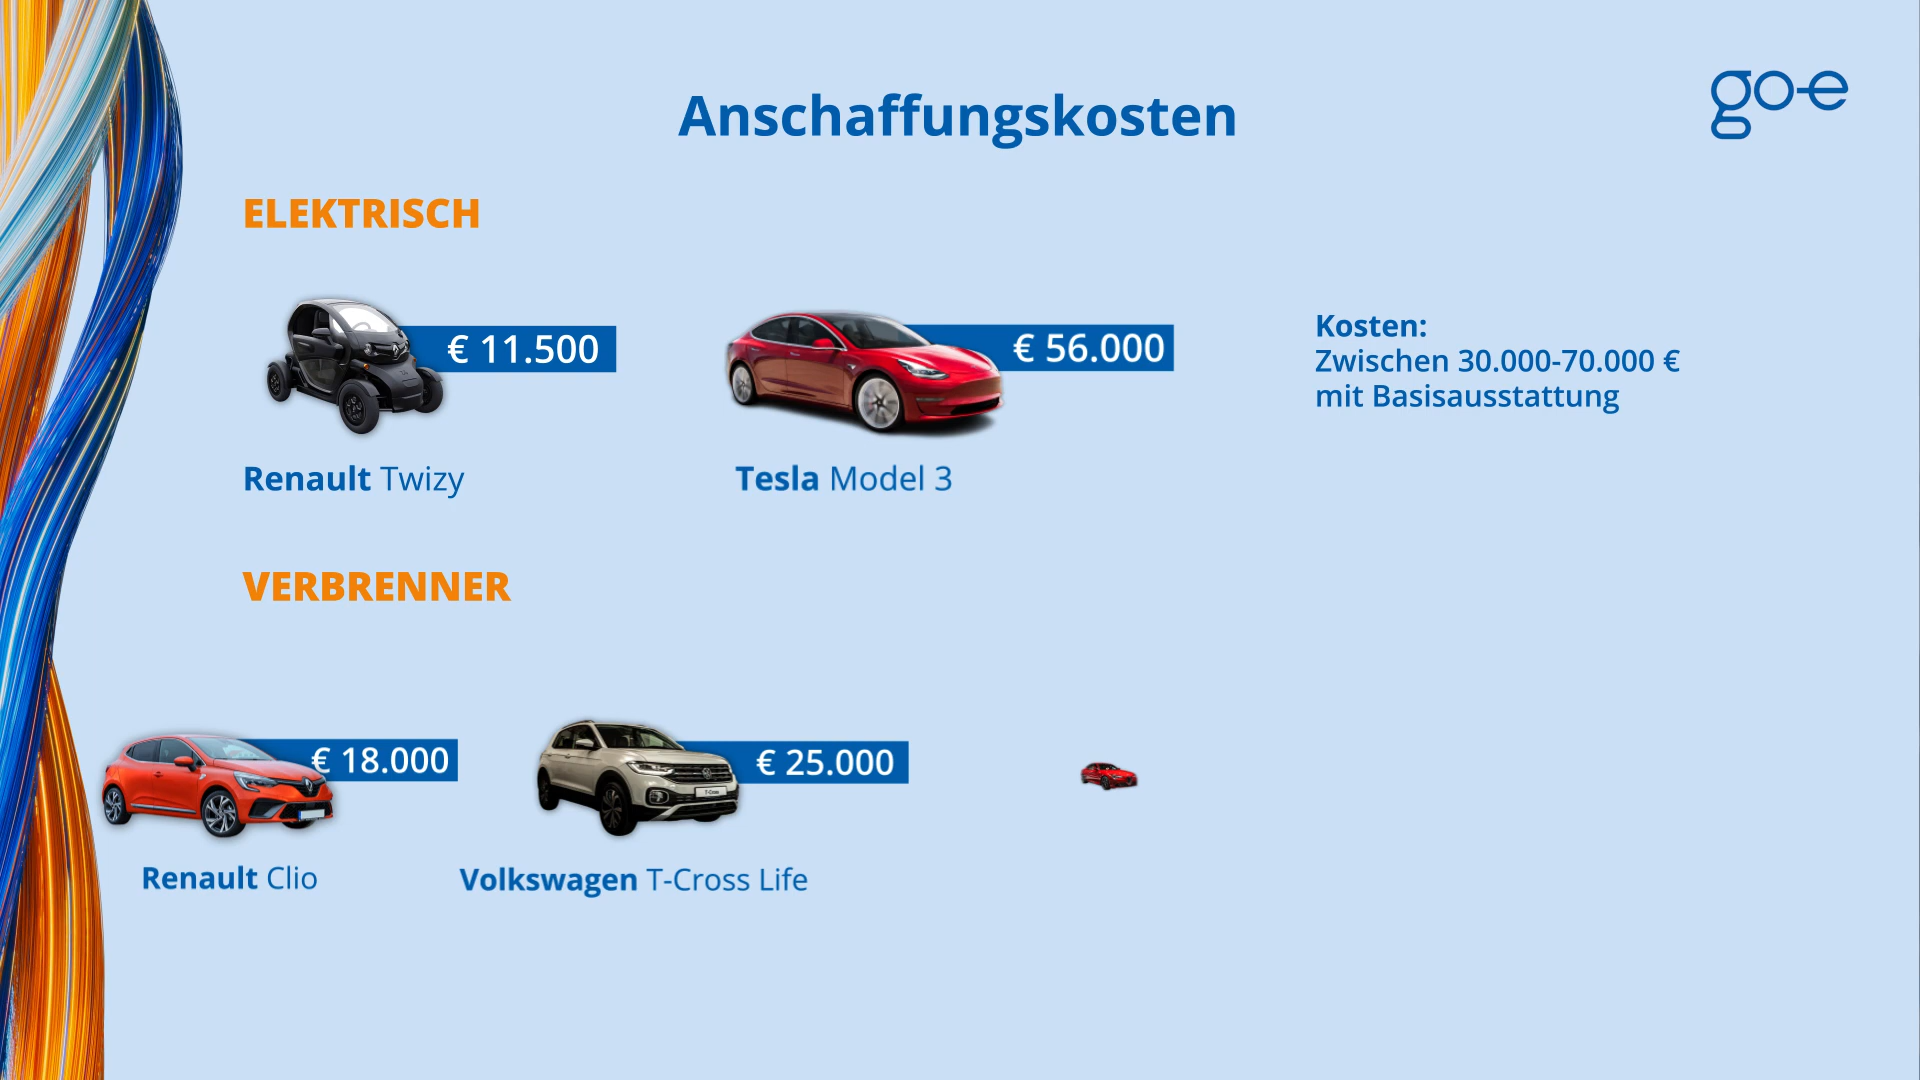 Anschaffungskosten
go-e
ELEKTRISCH
€ 11.500
€ 56.000
Kosten:
Zwischen 30.000-70.000 €
mit Basisausstattung
Renault Twizy
Tesla Model 3
VERBRENNER
€ 18.000
€ 25.000
T-Cross
Renault Clio
Volkswagen T-Cross Life